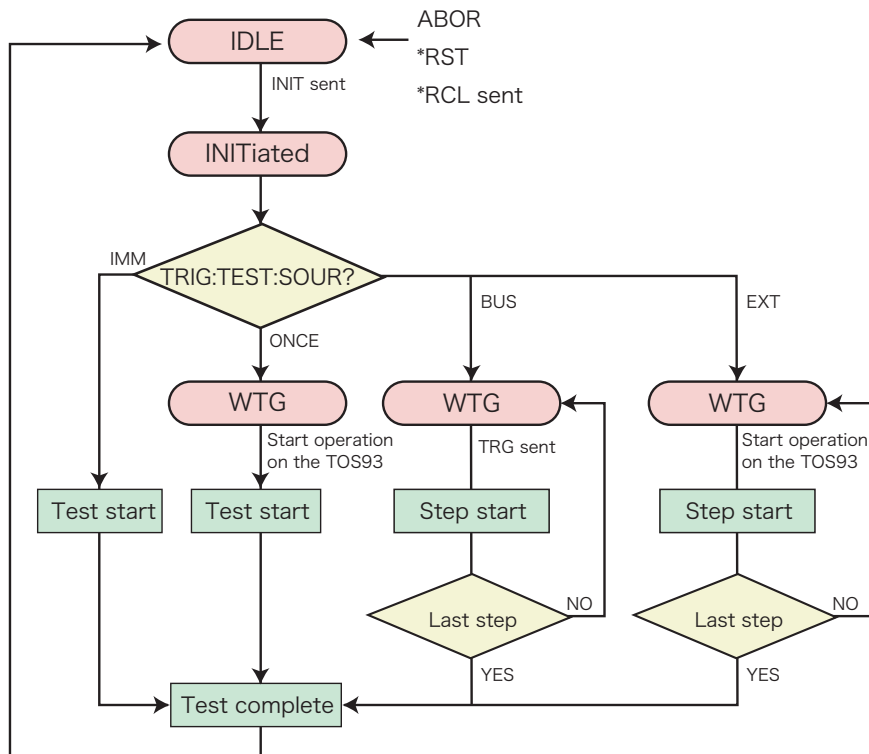 IDLE
ABOR
*RST
*RCL sent
INIT sent
INITiated
IMM
TRIG:TEST:SOUR?
BUS
EXT
ONCE
WTG
WTG
WTG
Start operation
on the TOS93
TRG sent
Start operation
on the TOS93
Test start
Test start
Step start
Step start
Last step
NO
Last step
NO
YES
YES
Test complete